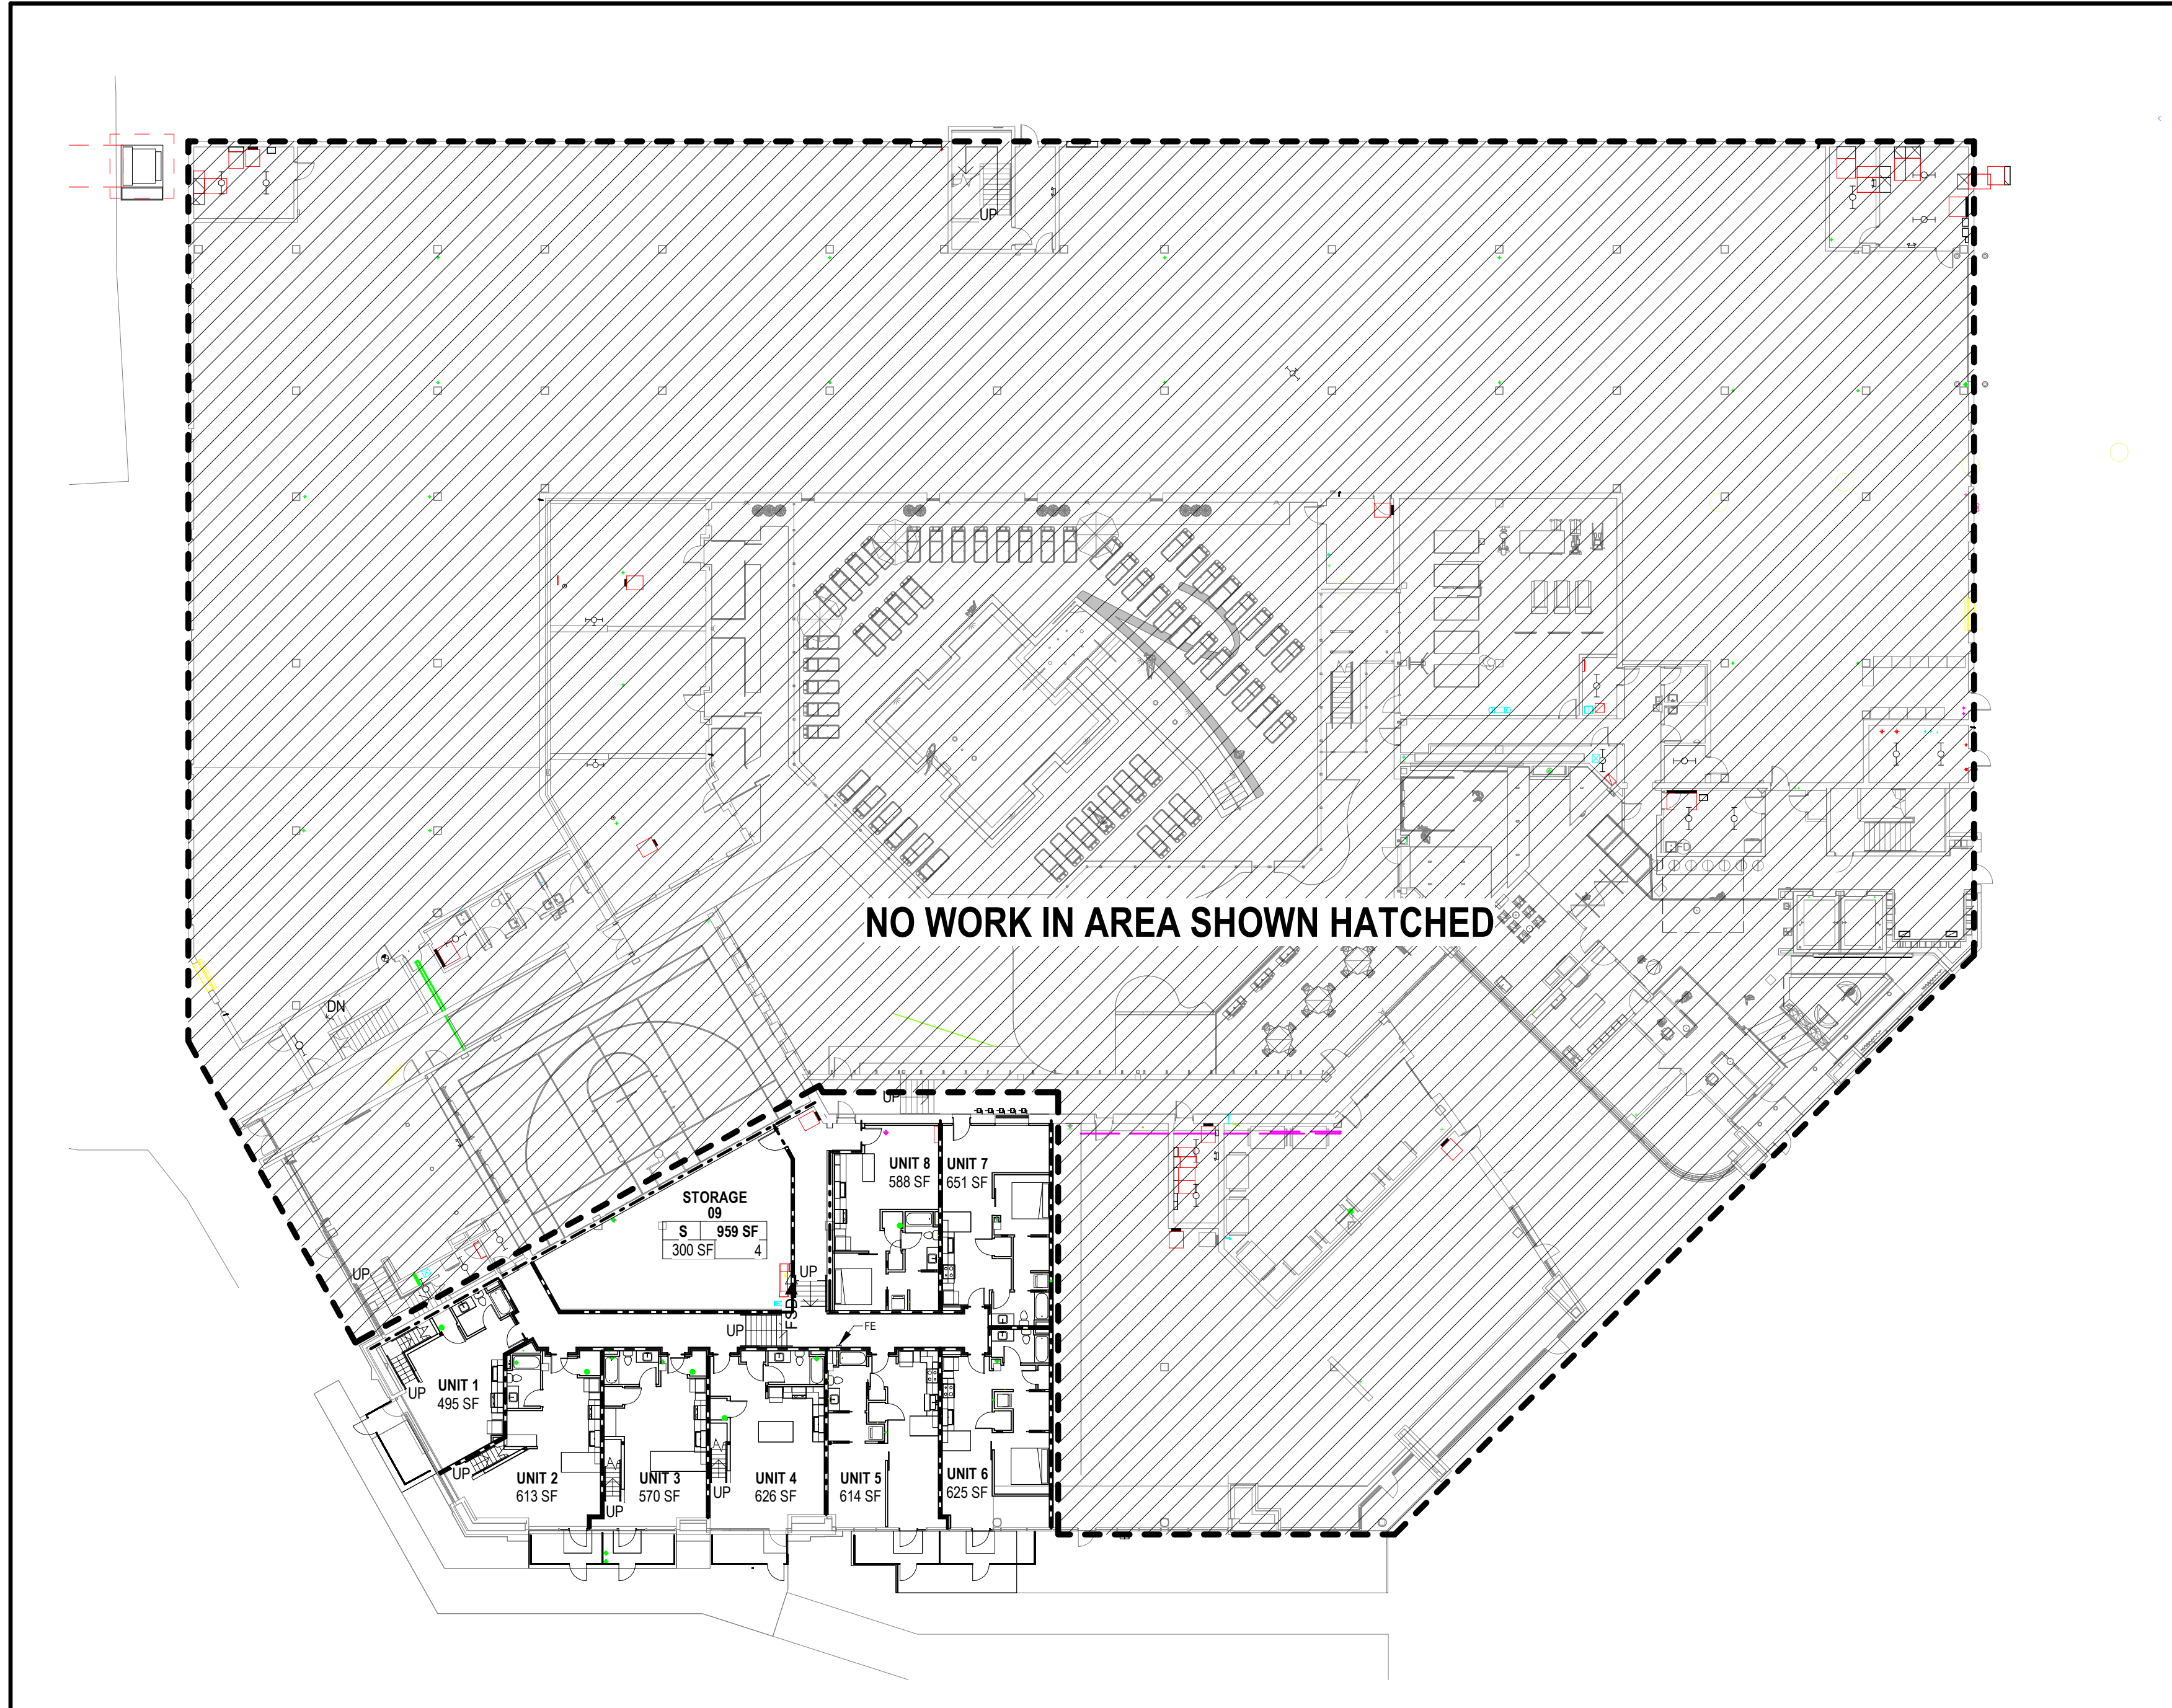 UP
FD
NO WORK IN AREA SHOWN HATCHED
DN
UP
UNIT 8
588 SF
UNIT 7
651 SF
STORAGE
09
S 959 SF
300 SF 4
UP
UP
FSD
UP
FE
UNIT 1
495 SF
UP
UP
UNIT 2
613 SF
UNIT 3
570 SF
UP
UNIT 4
626 SF
UP
UNIT 5
614 SF
UNIT 6
625 SF